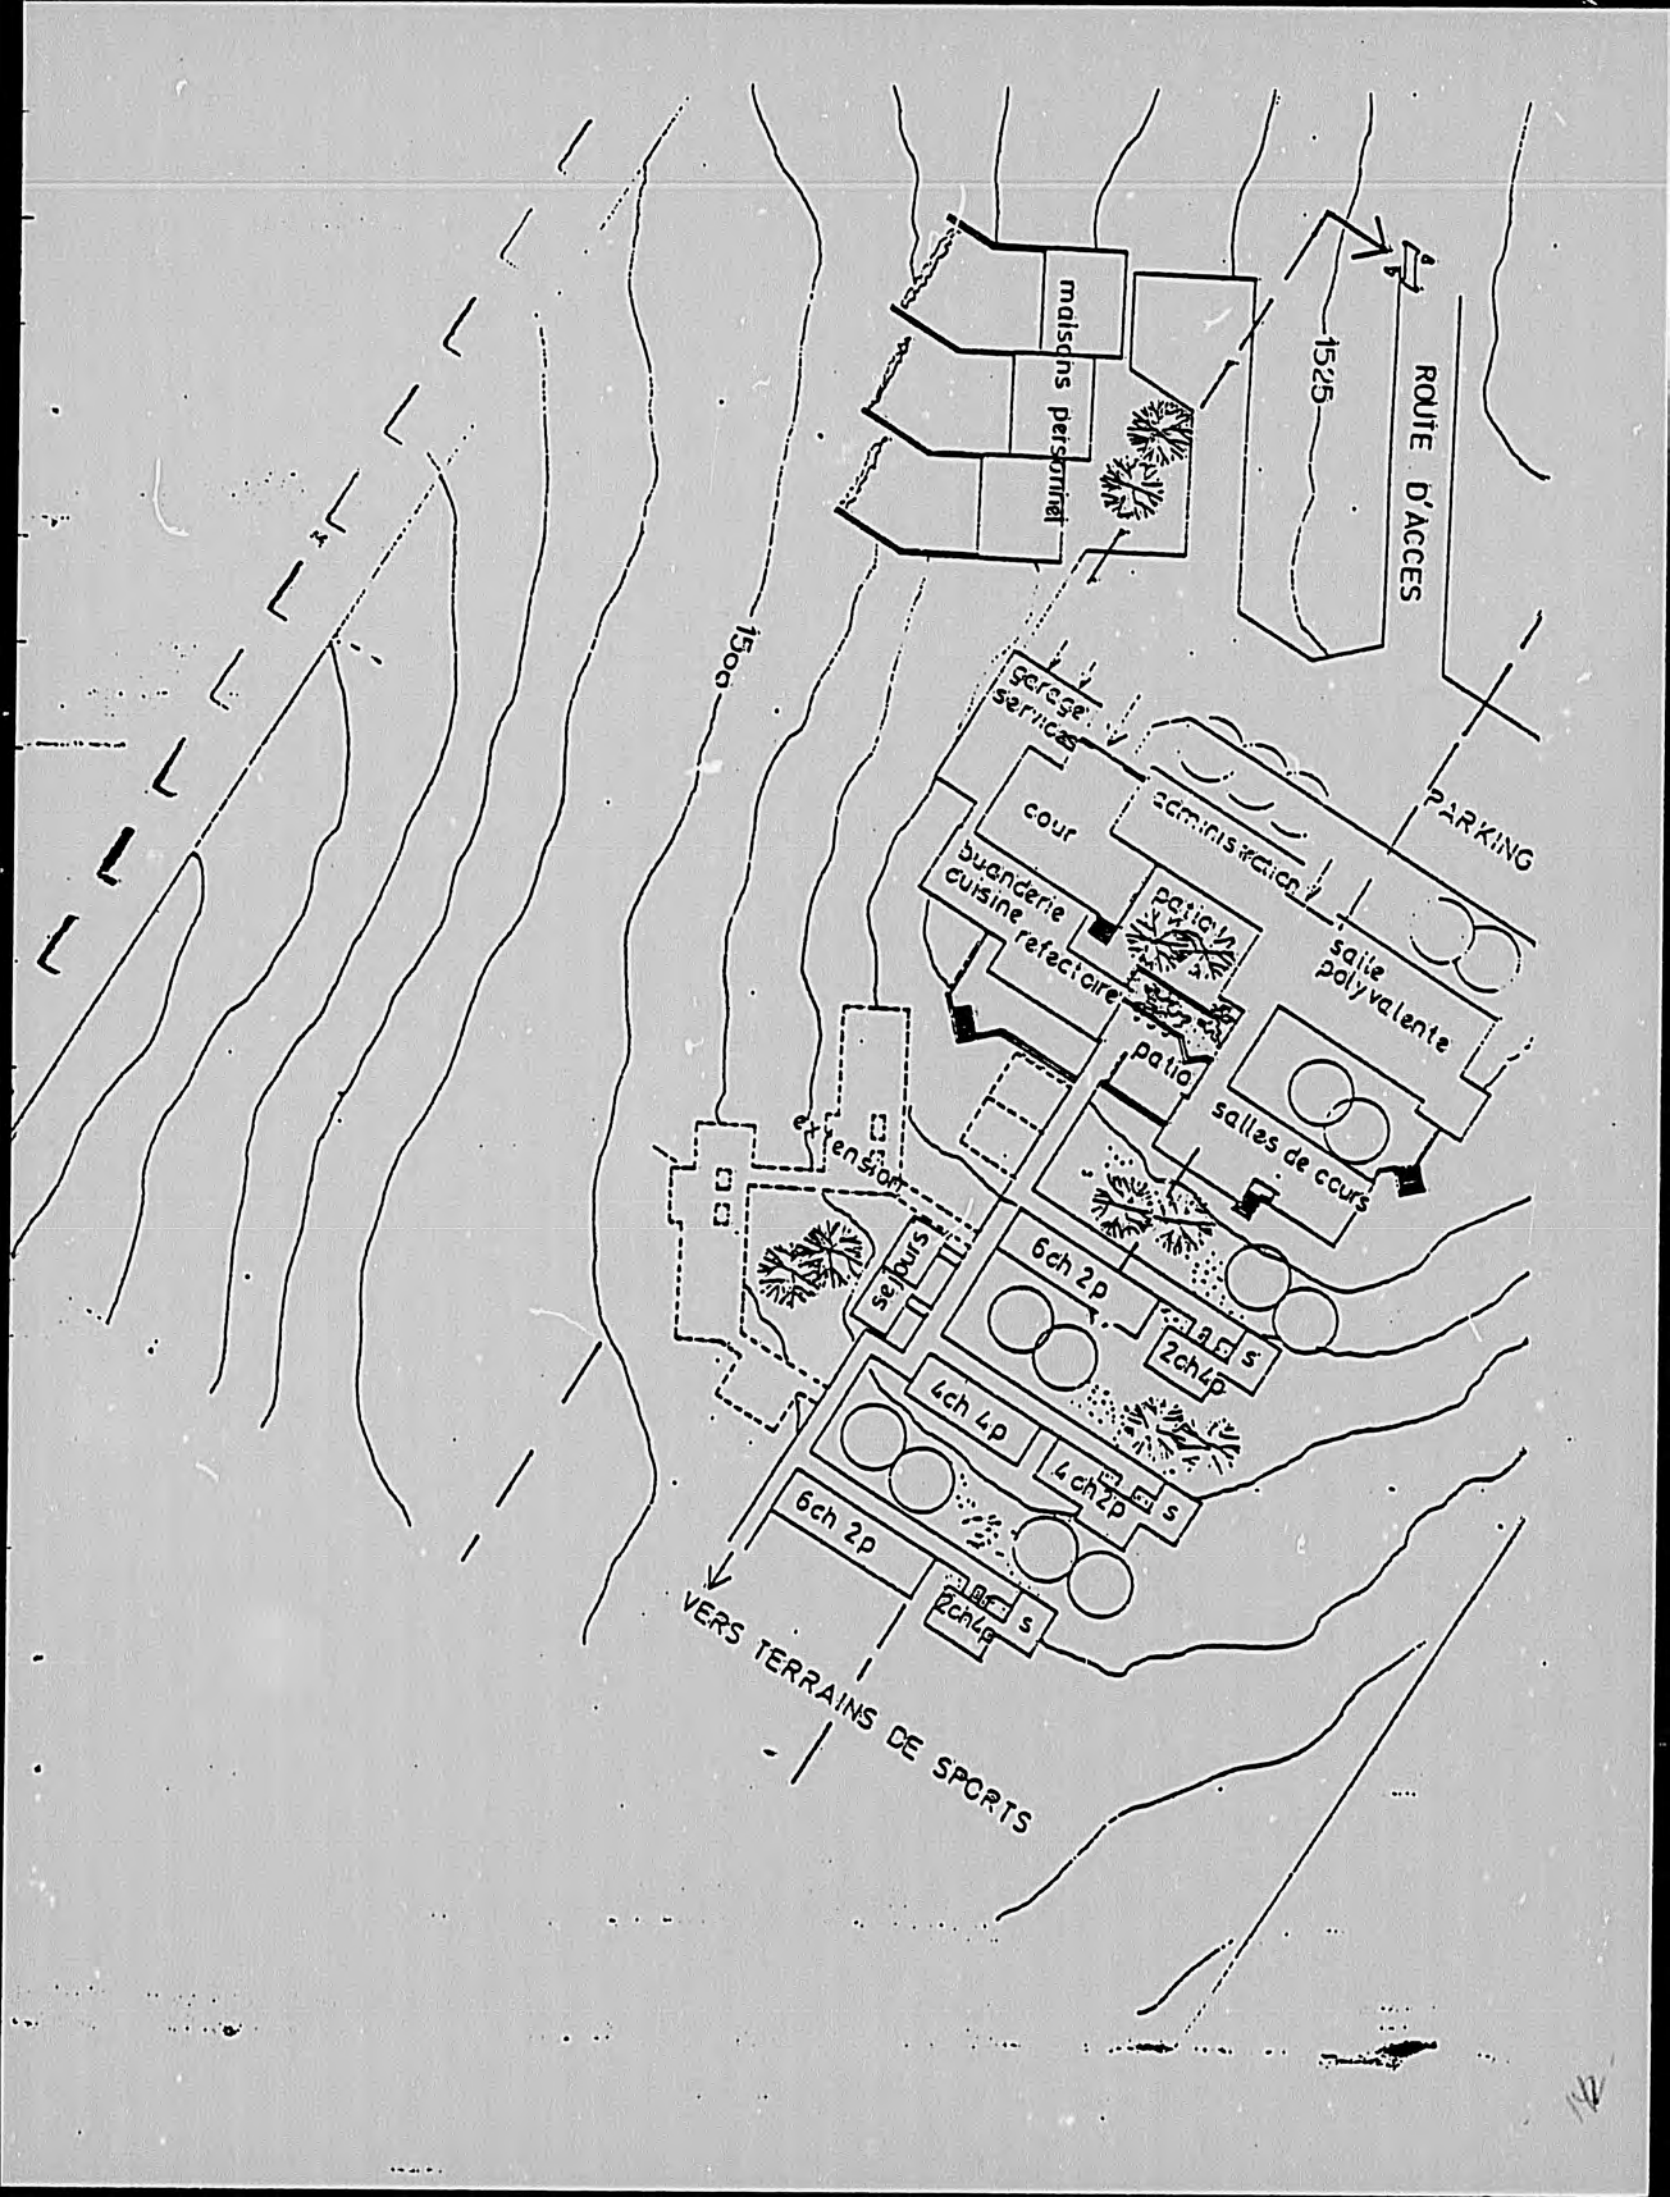 ROUTE D'ACCES
1525
maisons personnel
1500
PARKING
garage
services
administration
cour
patio
buanderie
cuisine
refectoire
salle
polyvalente
patio
salles de cours
extension
sejours
6ch 2p
2ch4p
s
4ch 4p
4ch2p
s
6ch 2p
2ch4p
s
VERS TERRAINS DE SPORTS